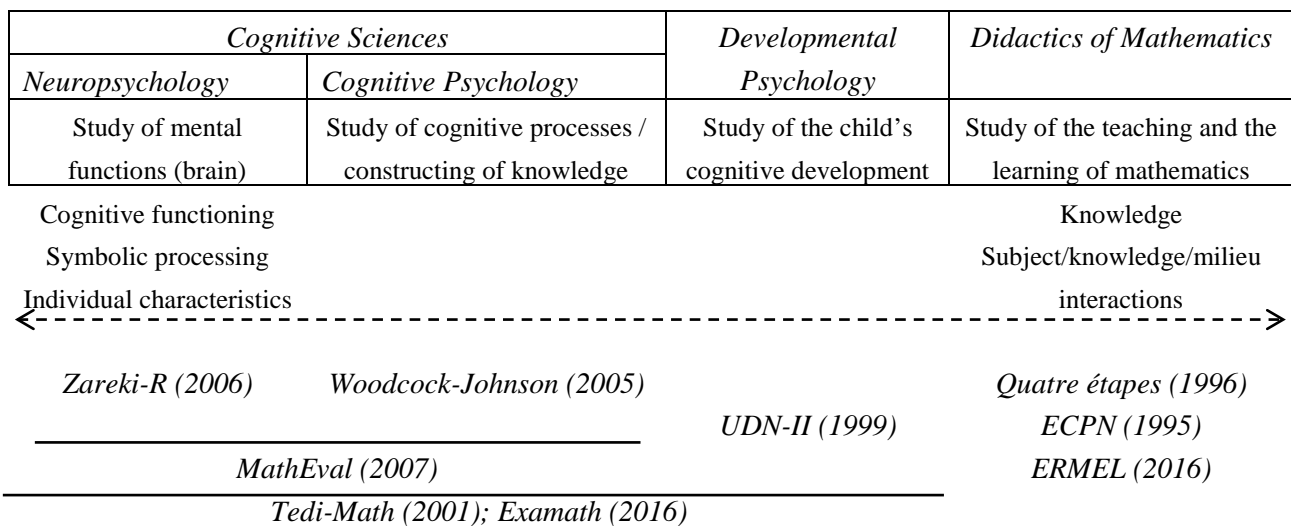 Cognitive Sciences
Developmental
Psychology
Didactics of Mathematics
Neuropsychology
Cognitive Psychology
Study of mental
functions (brain)
Study of cognitive processes /
constructing of knowledge
Study of the child’s
cognitive development
Study of the teaching and the
learning of mathematics
Cognitive functioning
Symbolic processing
Individual characteristics
Knowledge
Subject/knowledge/milieu
interactions
Zareki-R (2006)
Woodcock-Johnson (2005)
UDN-II (1999)
Quatre étapes (1996)
ECPN (1995)
ERMEL (2016)
MathEval (2007)
Tedi-Math (2001); Examath (2016)